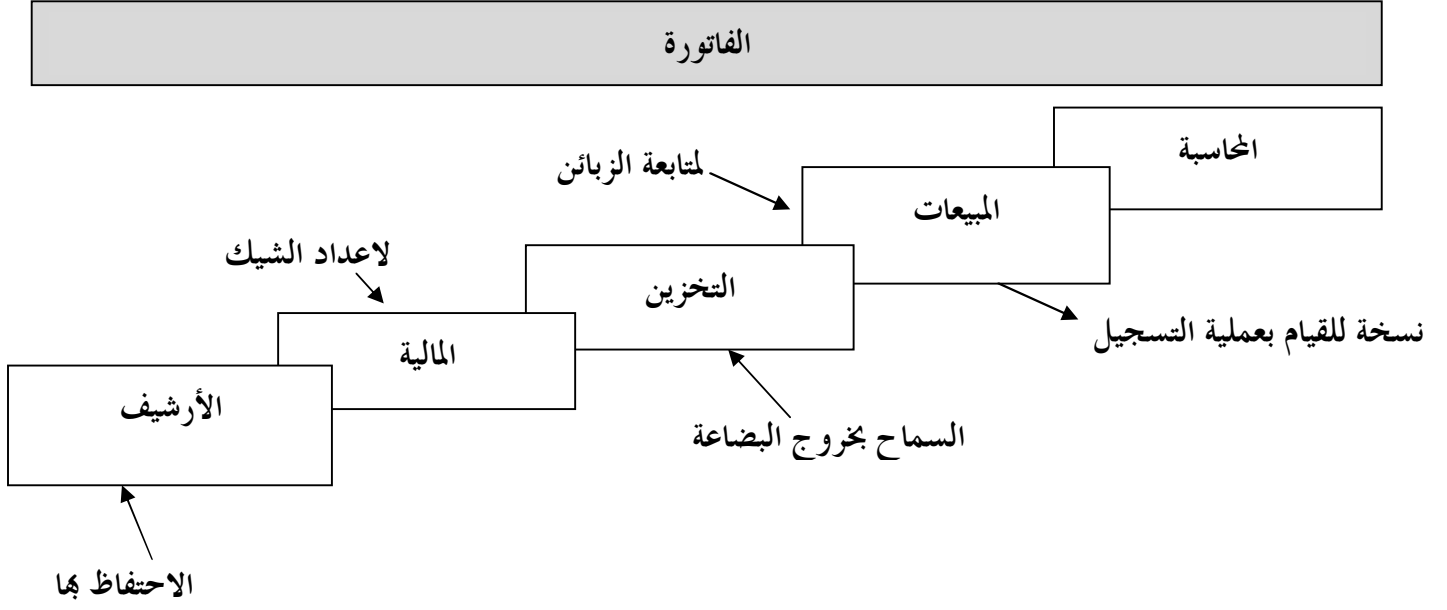 الفاتورة
المحاسبة
لمتابعة الزبائن
المبيعات
لاعداد الشيك
التخزين
نسخة للقيام بعملية التسجيل
المالية
الأرشيف
السماح بخروج البضاعة
الاحتفاظ بها